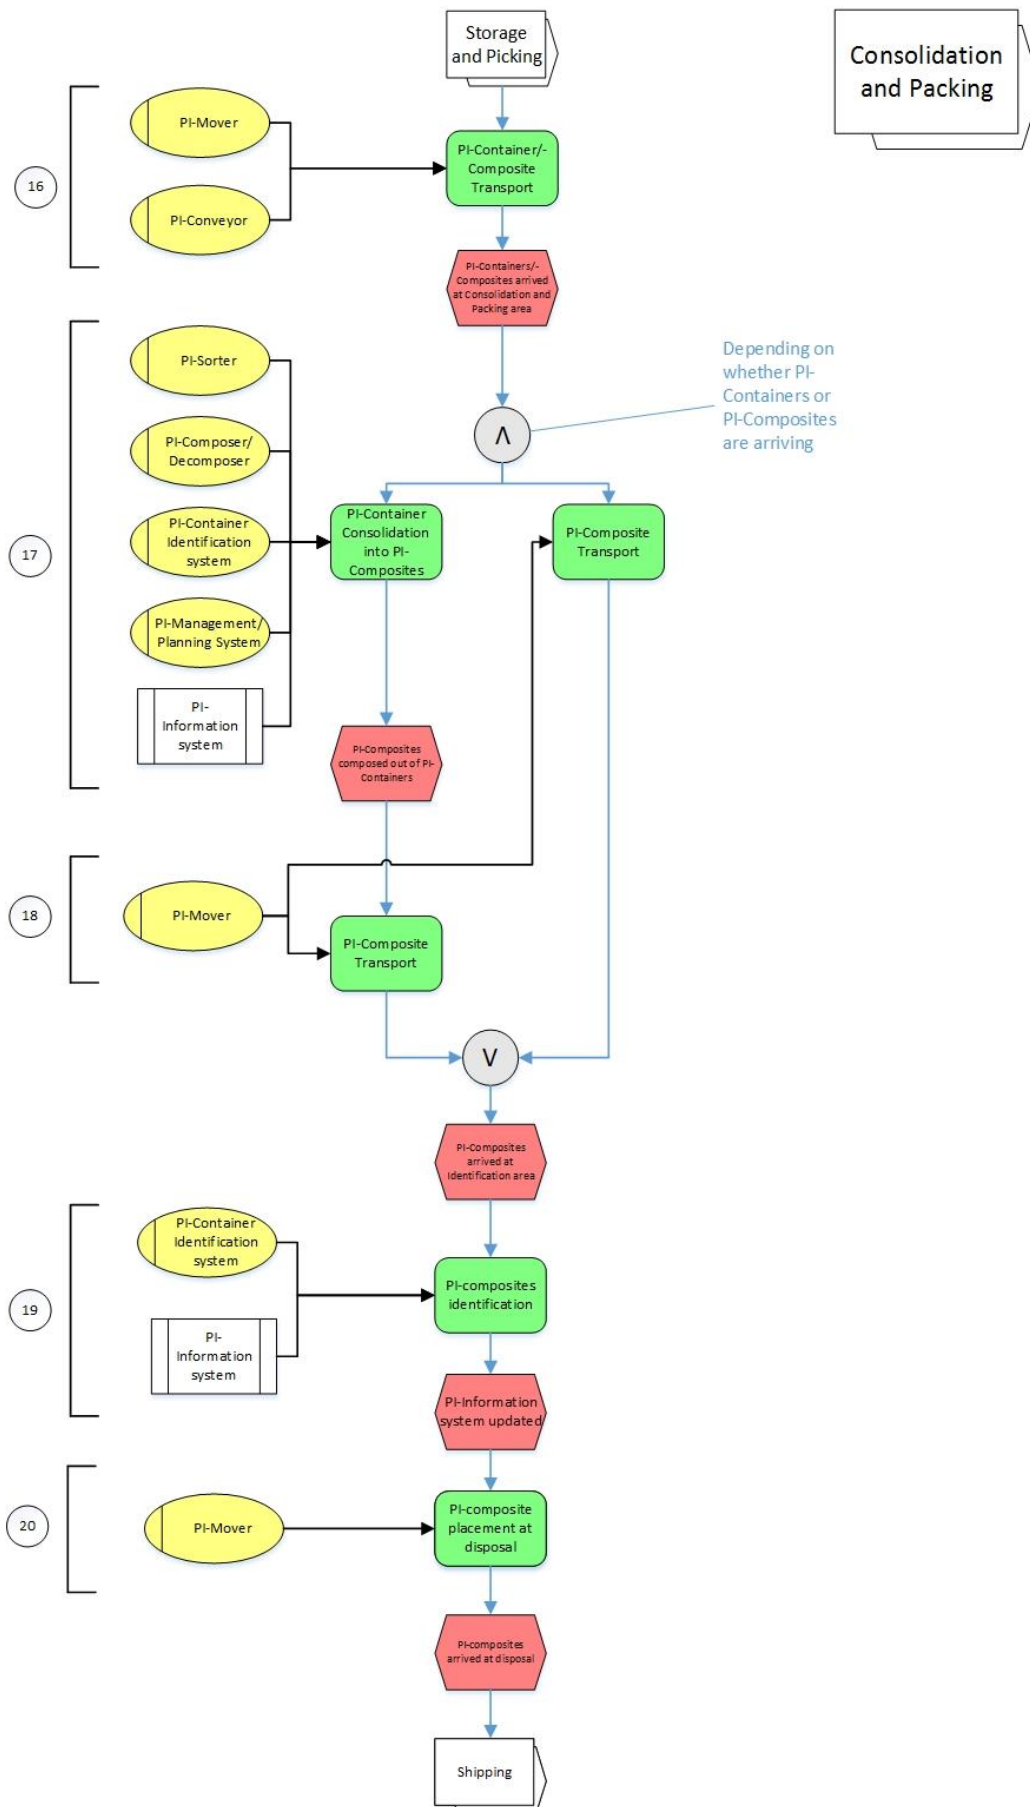 Storage
and Picking
Consolidation
and Packing
16
PI-Mover
PI-Conveyor
PI-Container/-
Composite
Transport
PI-Containers/-
Composites arrived
at Consolidation and
Packing area
Depending on
whether PI-
Containers or
PI-Composites
are arriving
Λ
17
PI-Sorter
PI-Composer/
Decomposer
PI-Container
Identification
system
PI-Management/
Planning System
PI-
Information
system
PI-Container
Consolidation
into PI-
Composites
PI-Composite
Transport
PI-Composites
composed out of PI-
Containers
18
PI-Mover
PI-Composite
Transport
V
PI-Composites
arrived at
Identification area
19
PI-Container
Identification
system
PI-
Information
system
PI-composites
identification
PI-Information
system updated
20
PI-Mover
PI-composite
placement at
disposal
PI-composites
arrived at disposal
Shipping